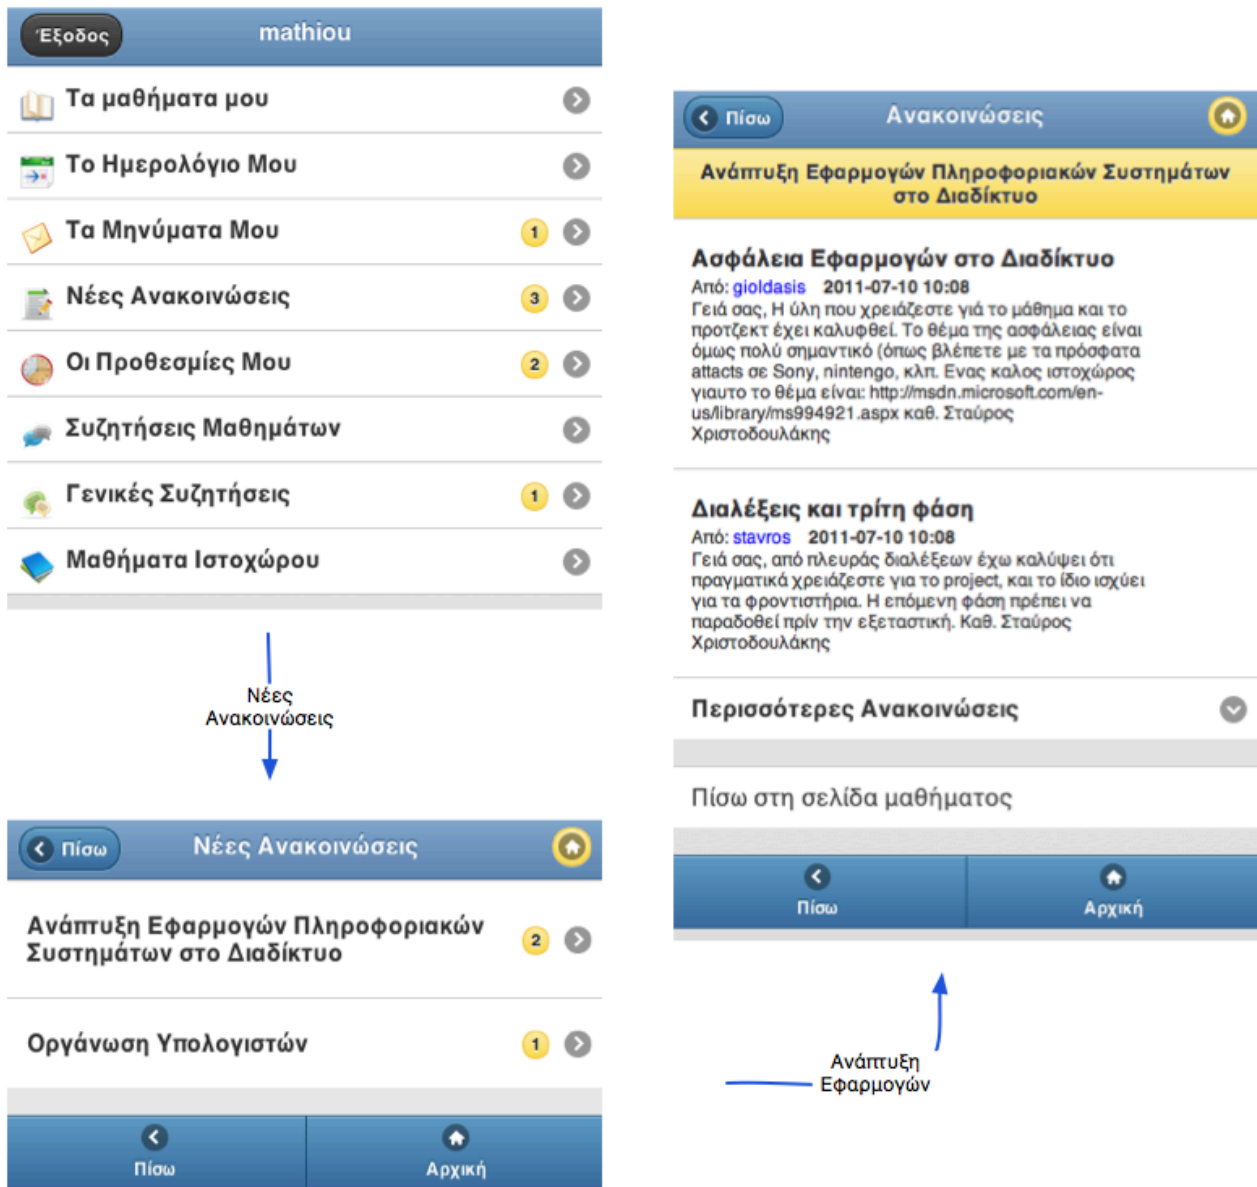 Έξοδος
mathiou
Τα μαθήματα μου
Το Ημερολόγιο Μου
Τα Μηνύματα Μου
1
Νέες Ανακοινώσεις
3
Οι Προθεσμίες Μου
2
Συζητήσεις Μαθημάτων
Γενικές Συζητήσεις
1
Μαθήματα Ιστοχώρου
Νέες
Ανακοινώσεις
Πίσω
Νέες Ανακοινώσεις
Ανάπτυξη Εφαρμογών Πληροφοριακών
Συστημάτων στο Διαδίκτυο
2
Οργάνωση Υπολογιστών
1
Πίσω
Αρχική
Πίσω
Ανακοινώσεις
Ανάπτυξη Εφαρμογών Πληροφοριακών Συστημάτων
στο Διαδίκτυο
Ασφάλεια Εφαρμογών στο Διαδίκτυο
Από: gioldasis 2011-07-10 10:08
Γειά σας, Η ύλη που χρειάζεστε γιά το μάθημα και το
προτζεκτ έχει καλυφθεί. Το θέμα της ασφάλειας είναι
όμως πολύ σημαντικό (όπως βλέπετε με τα πρόσφατα
attacts σε Sony, nintengo, κλπ. Ενας καλος ιστοχώρος
γιαυτο το θέμα είναι: http://msdn.microsoft.com/en-
us/library/ms994921.aspx καθ. Σταύρος
Χριστοδουλάκης
Διαλέξεις και τρίτη φάση
Από: stavros 2011-07-10 10:08
Γειά σας, από πλευράς διαλέξεων έχω καλύψει ότι
πραγματικά χρειάζεστε για το project, και το ίδιο ισχύει
για τα φροντιστήρια. Η επόμενη φάση πρέπει να
παραδοθεί πρίν την εξεταστική. Καθ. Σταύρος
Χριστοδουλάκης
Περισσότερες Ανακοινώσεις
Πίσω στη σελίδα μαθήματος
Πίσω
Αρχική
Ανάπτυξη
Εφαρμογών